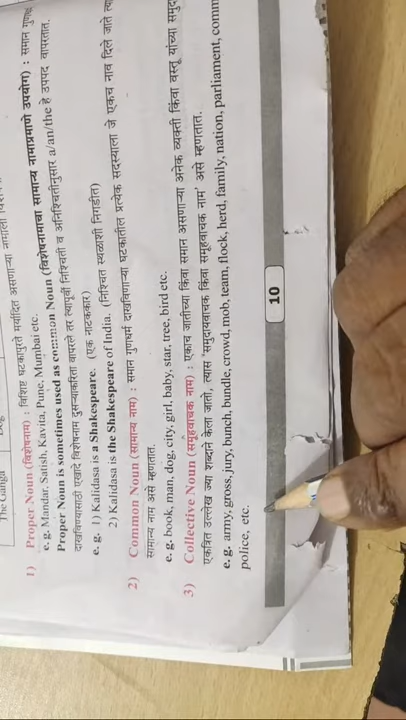 The Ganga
1) Proper Noun (विशेषनाम) : विशिष्ट घटकापुरते मर्यादित असणाऱ्या नामाला विशेष
e. g. Mandar, Satish, Kavita, Pune, Mumbai etc.
Proper Noun is sometimes used as common Noun (विशेषनामाचा सामान्य नामाप्रमाणे उपयोग) : समान गुणधर्म
दाखविण्यासाठी एखादे विशेषनाम दुसऱ्याकरिता वापरले तर त्यापूर्वी निश्चिती व अनिश्चितीनुसार a/an/the हे उपपद वापरतात.
e. g. 1) Kalidasa is a Shakespeare. (एक नाटककार)
2) Kalidasa is the Shakespeare of India. (निश्चित स्थळाशी निगडीत)
2) Common Noun (सामान्य नाम) : समान गुणधर्म दाखविणाऱ्या घटकातील प्रत्येक सदस्याला जे एकच नाव दिले जाते त्या
सामान्य नाम असे म्हणतात.
e. g. book, man, dog, city, girl, baby, star, tree, bird etc.
3) Collective Noun (समूहवाचक नाम) : एकाच जातीच्या किंवा समान असणाऱ्या अनेक व्यक्ती किंवा वस्तू यांच्या समुदा
एकत्रित उल्लेख ज्या शब्दाने केला जातो, त्यास 'समुदायवाचक किंवा समूहवाचक नाम' असे म्हणतात.
e. g. army, gross, jury, bunch, bundle, crowd, mob, team, flock, herd, family, nation, parliament, comm
police, etc.
10